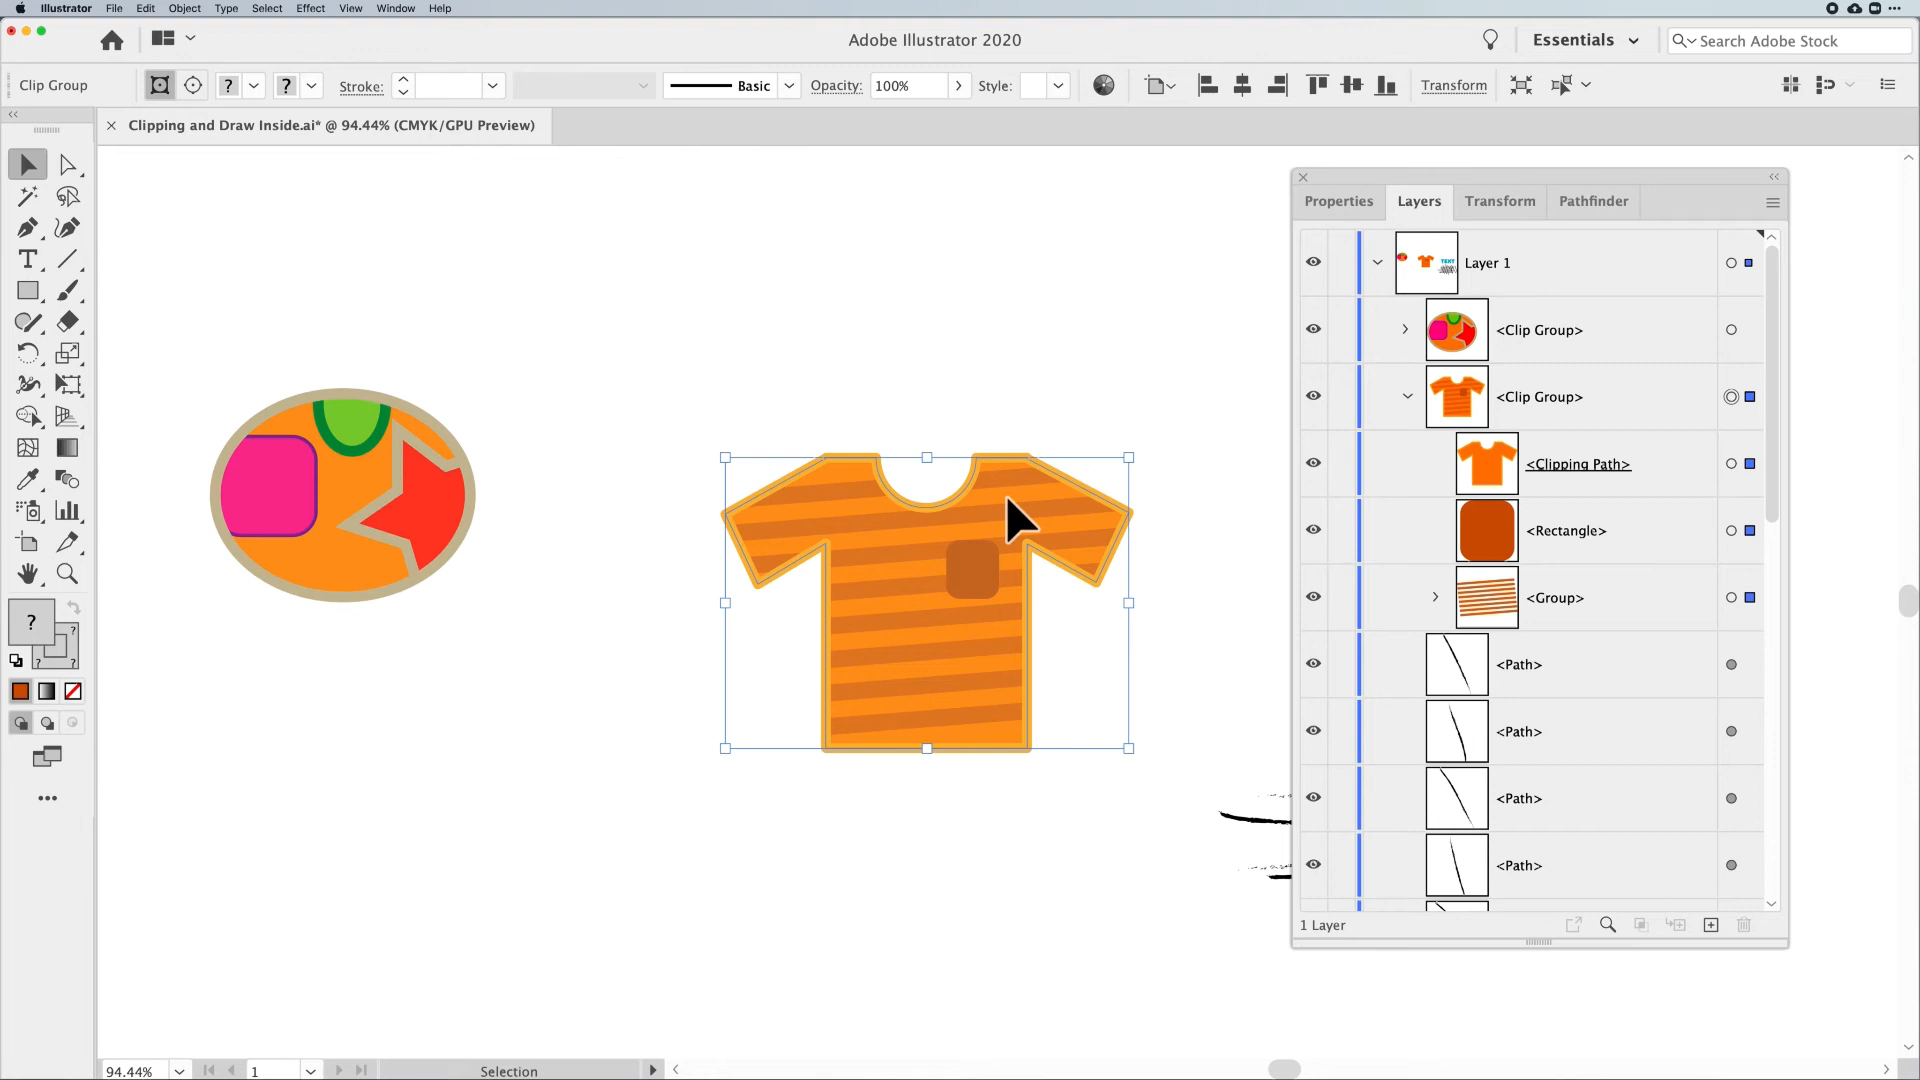 Illustrator File Edit Object Type Select Effect View Window Help
Adobe Illustrator 2020
Essentials
Search Adobe Stock
Clip Group
?
?
Stroke:
Basic
Opacity:
100%
Style:
Transform
Clipping and Draw Inside.ai* @ 94.44% (CMYK/GPU Preview)
Properties
Layers
Transform
Pathfinder
Layer 1
<Clip Group>
<Clip Group>
<Clipping Path>
<Rectangle>
<Group>
<Path>
<Path>
<Path>
<Path>
1 Layer
T
?
?
?
?
94.44%
1
Selection